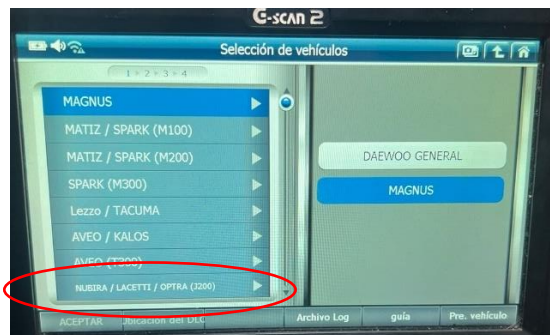 G-scan 2
Selección de vehículos
1 > 2 > 3 > 4
MAGNUS
MATIZ / SPARK (M100)
MATIZ / SPARK (M200)
SPARK (M300)
Lezzo / TACUMA
AVEO / KALOS
AVEO (T300)
NUBIRA / LACETTI / OPTRA (J200)
DAEWOO GENERAL
MAGNUS
ACEPTAR
Ubicación del DLC
Archivo Log
guía
Pre. vehículo